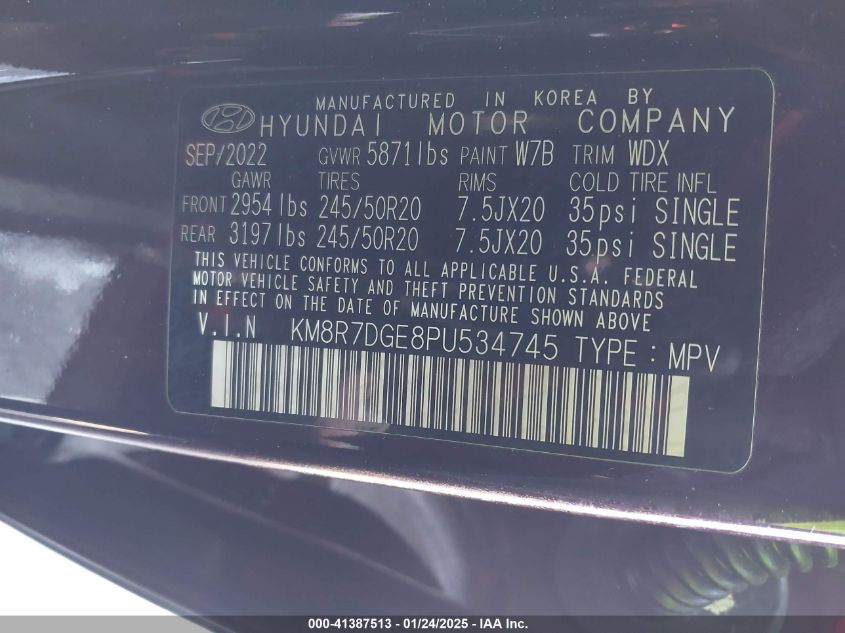 MANUFACTURED IN KOREA BY
HYUNDAI MOTOR COMPANY
SEP/2022 GVWR 5871lbs PAINT W7B TRIM WDX
GAWR TIRES RIMS COLD TIRE INFL
FRONT 2954lbs 245/50R20 7.5JX20 35psi SINGLE
REAR 3197lbs 245/50R20 7.5JX20 35psi SINGLE
THIS VEHICLE CONFORMS TO ALL APPLICABLE U.S.A. FEDERAL
MOTOR VEHICLE SAFETY AND THEFT PREVENTION STANDARDS
IN EFFECT ON THE DATE OF MANUFACTURE SHOWN ABOVE
V.I.N KM8R7DGE8PU534745 TYPE : MPV
000-41387513 - 01/24/2025 - IAA Inc.